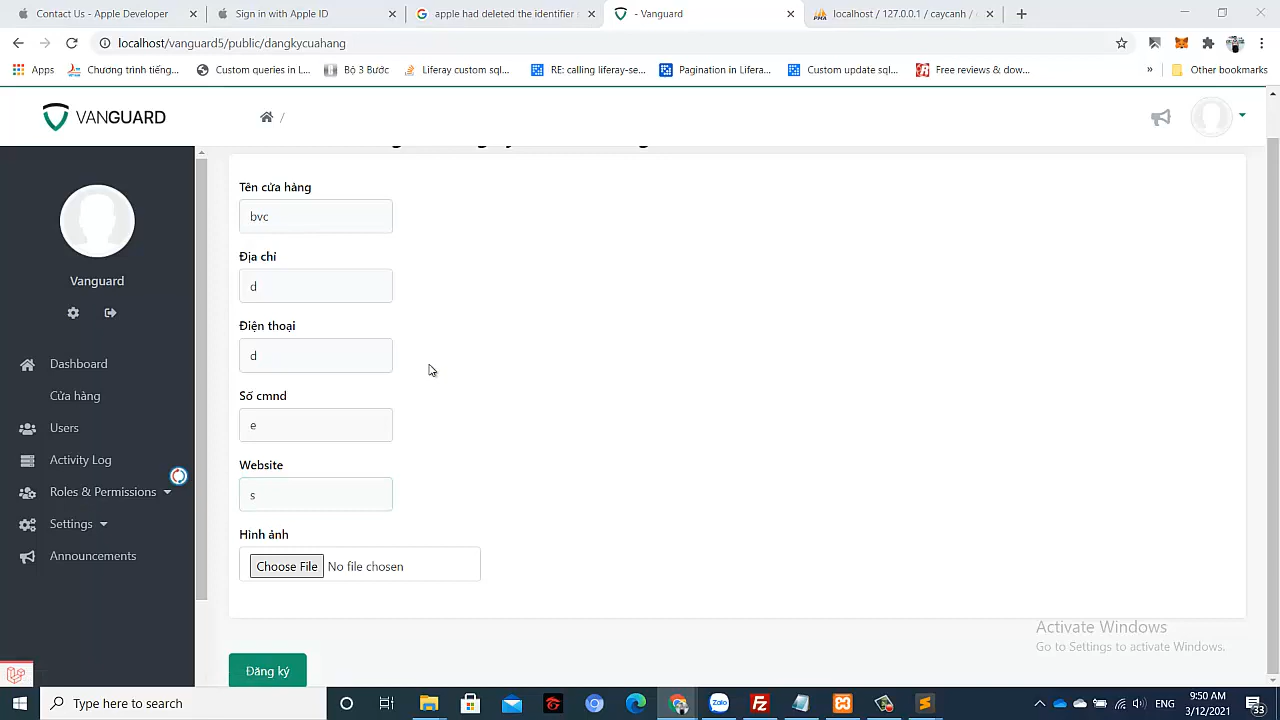 Contact Us - Apple Developer
Sign with Apple ID
apple had deleted the identifier
- Vanguard
localhost / 127.0.0.1 / caycanh /
localhost/vanguard5/public/dangkycuahang
Apps
Chương trình tiếng...
Custom queries in L...
Bộ 3 Bước
Liferay custom sql...
RE: calling liferay-se...
Pagination in Lifera...
Custom update sql...
Free reviews & dow...
»
Other bookmarks
VANGUARD
/
Vanguard
Dashboard
Cửa hàng
Users
Activity Log
Roles & Permissions
Settings
Announcements
Tên cửa hàng
bvc
Địa chỉ
d
Điện thoại
d
Số cmnd
e
Website
s
Hình ảnh
Choose File No file chosen
Đăng ký
Activate Windows
Go to Settings to activate Windows.
Type here to search
Zalo
ENG
9:50 AM
3/12/2021
33